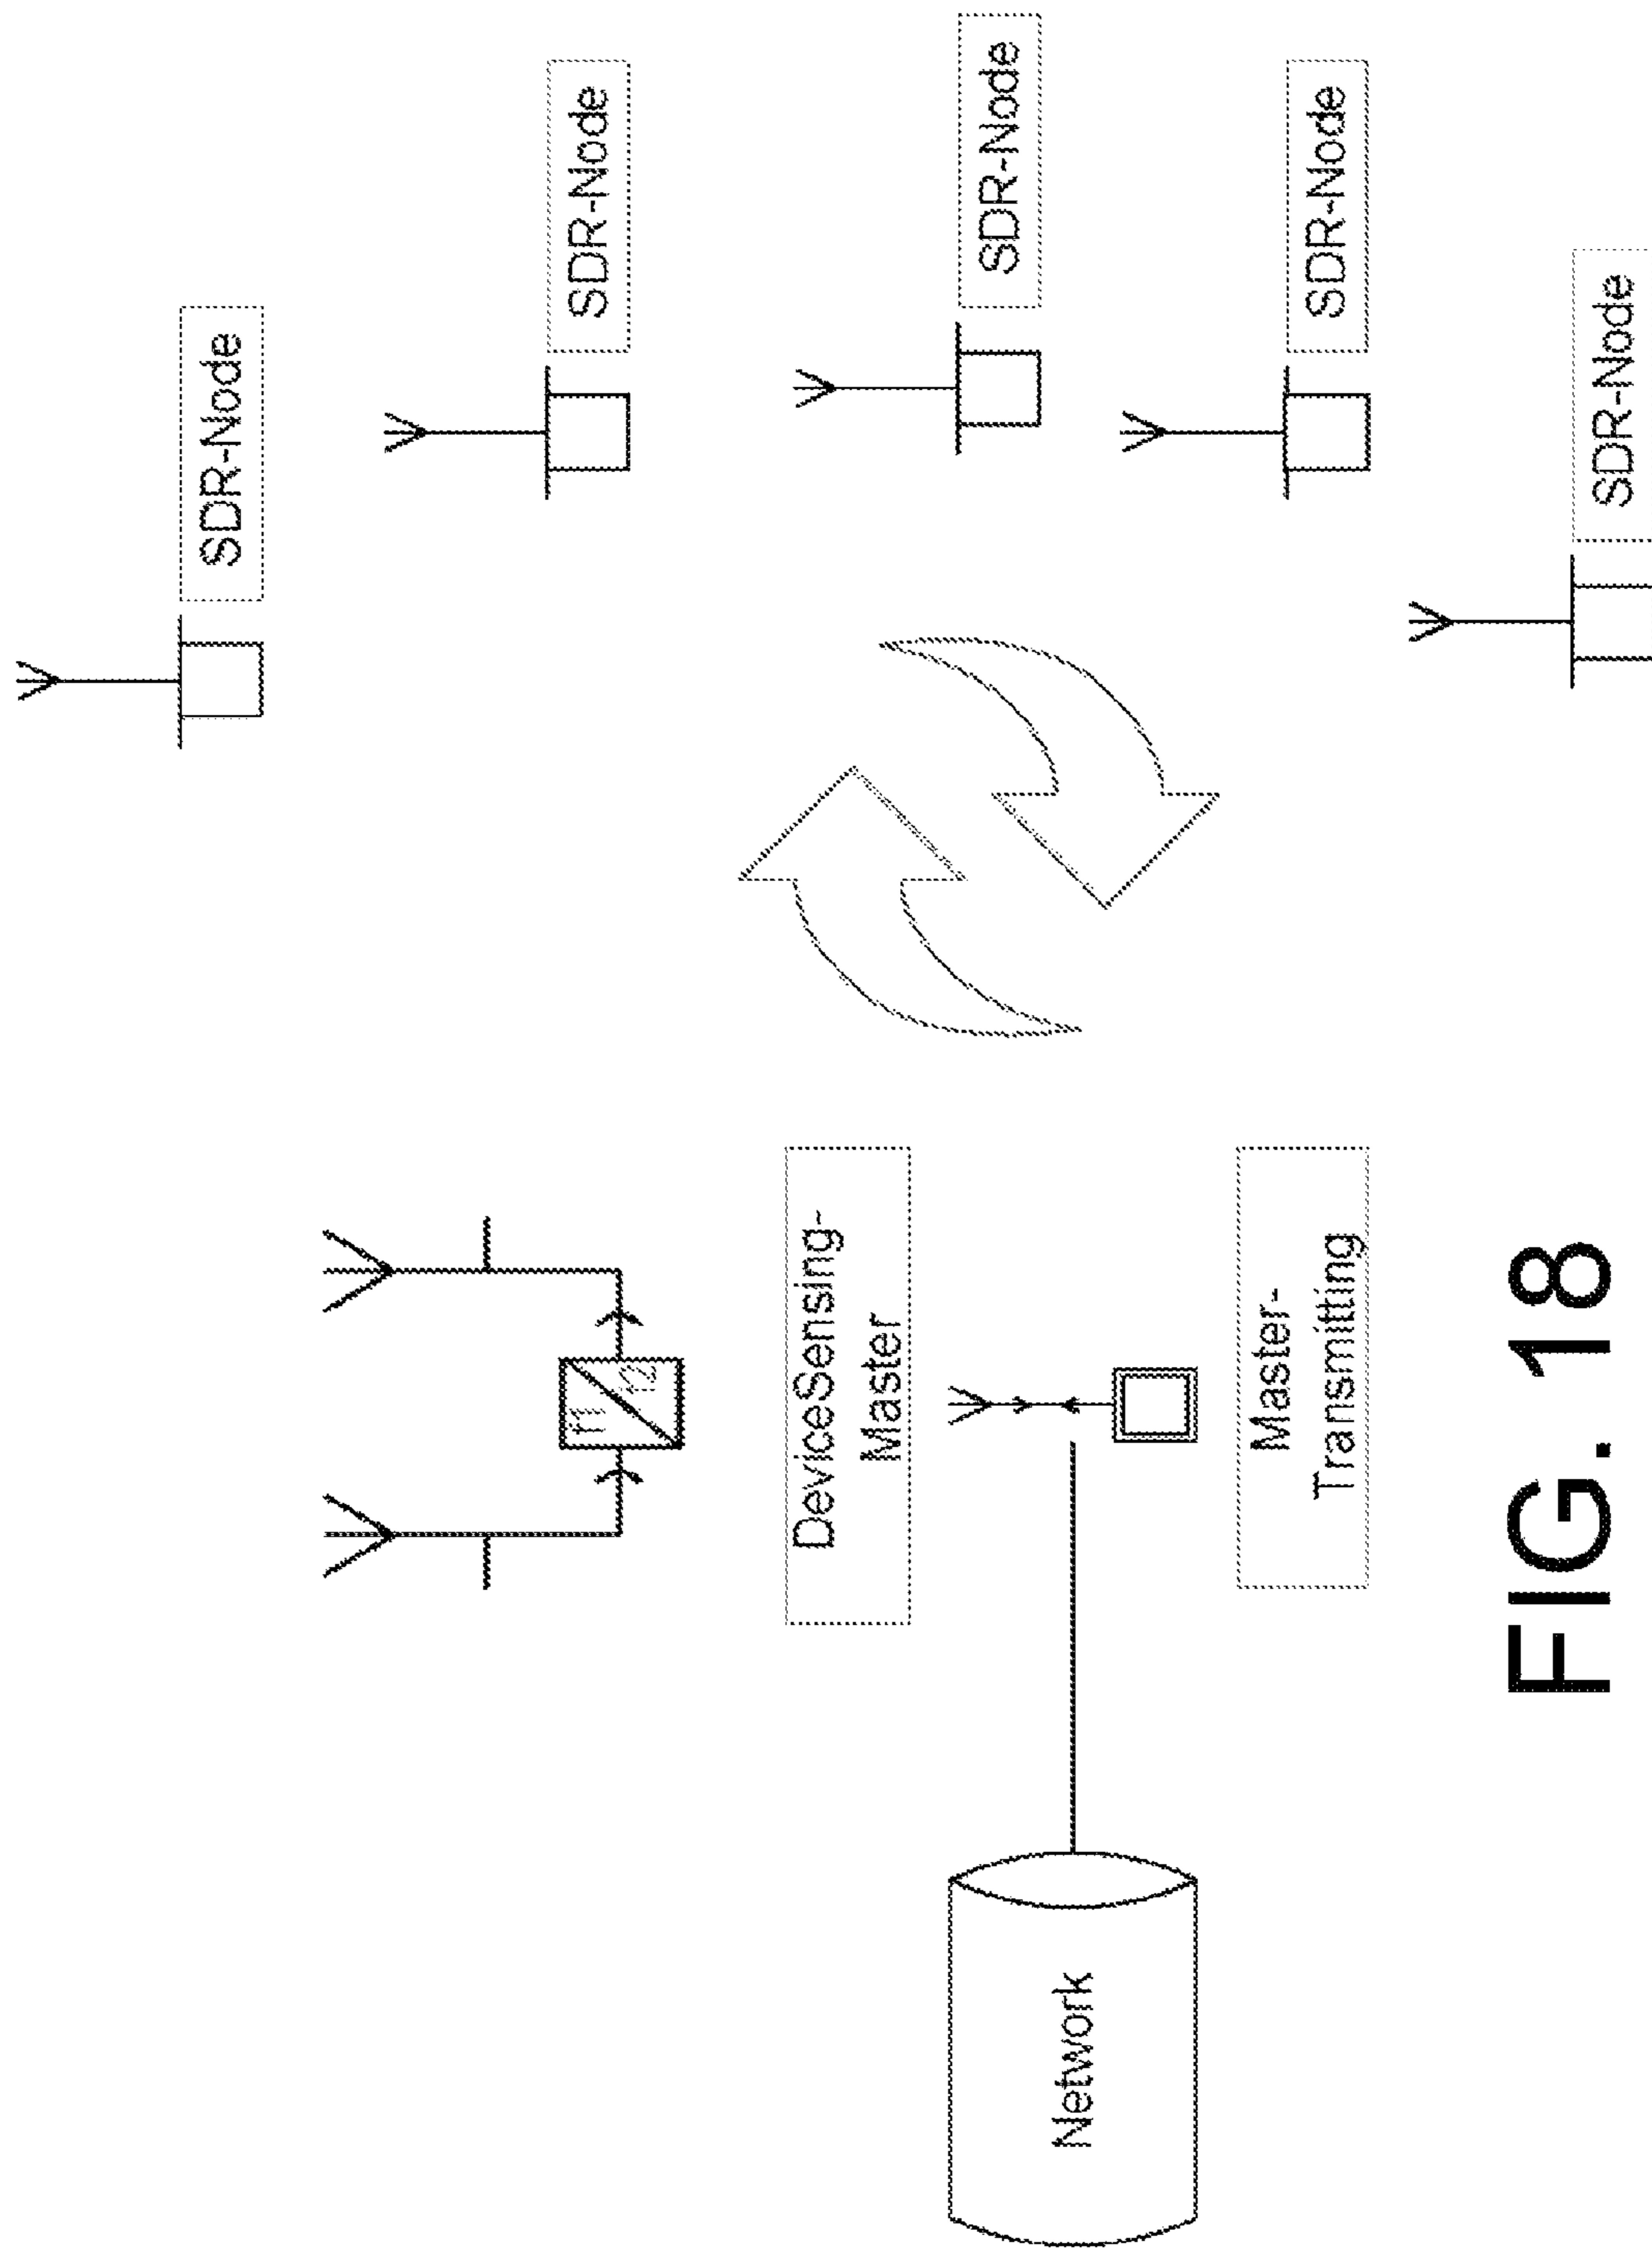 SDR-Node
SDR-Node
f1
f2
DeviceSensing-
Master
SDR-Node
Network
Master-
Transmitting
SDR-Node
SDR-Node
FIG. 18